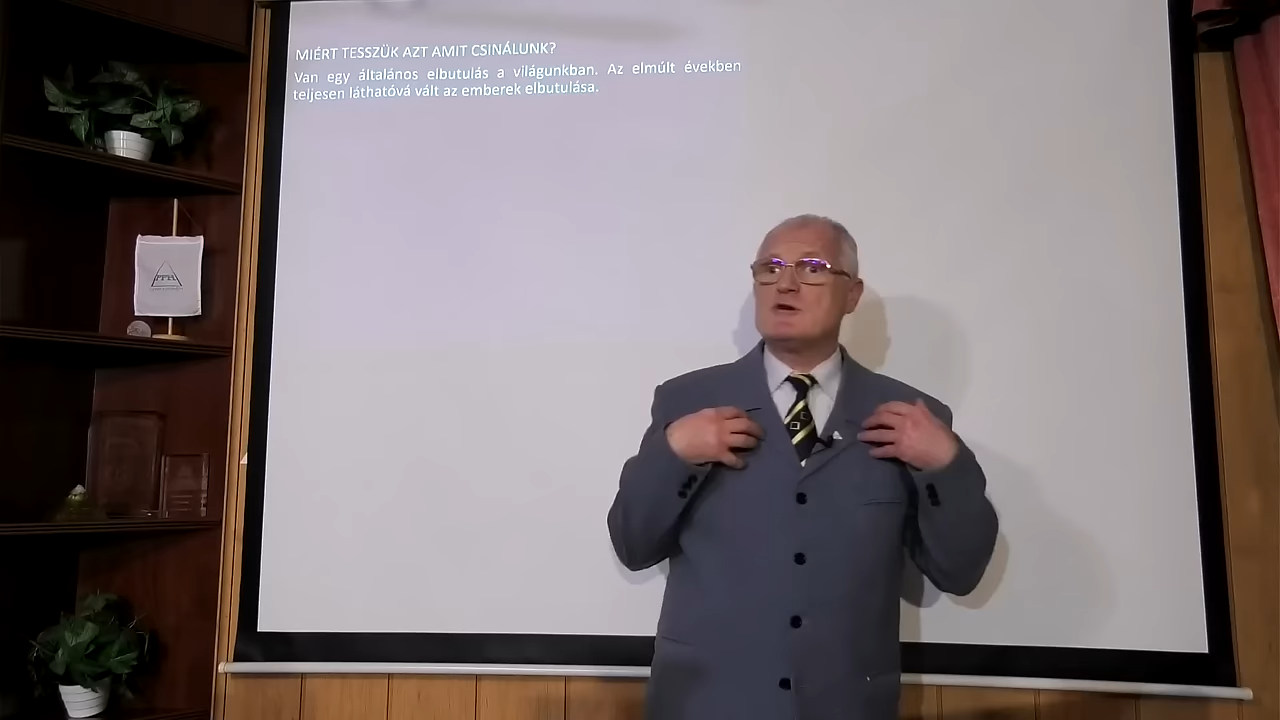 MIÉRT TESSZÜK AZT AMIT CSINÁLUNK?
Van egy általános elbutulás a világunkban. Az elmúlt években
teljesen láthatóvá vált az emberek elbutulása.